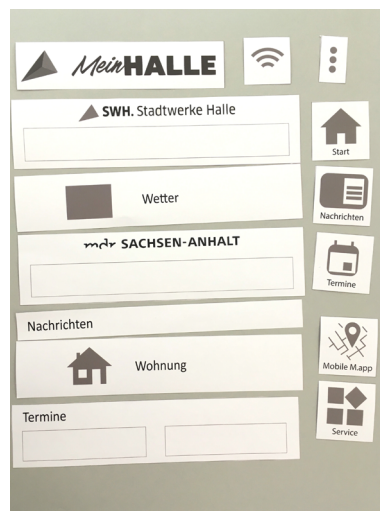 MeinHALLE
SWH. Stadtwerke Halle
Start
Wetter
Nachrichten
mdr SACHSEN-ANHALT
Termine
Nachrichten
Wohnung
Mobile M.app
Termine
Service